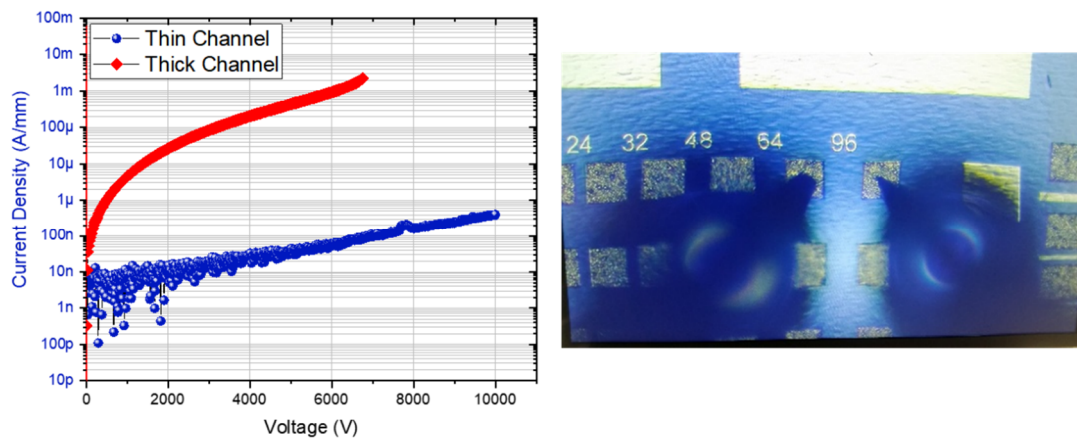 100m
10m
1m
100µ
10µ
1µ
100n
10n
1n
100p
10p
Current Density (A/mm)
Thin Channel
Thick Channel
0 2000 4000 6000 8000 10000
Voltage (V)
24 32 48 64 96